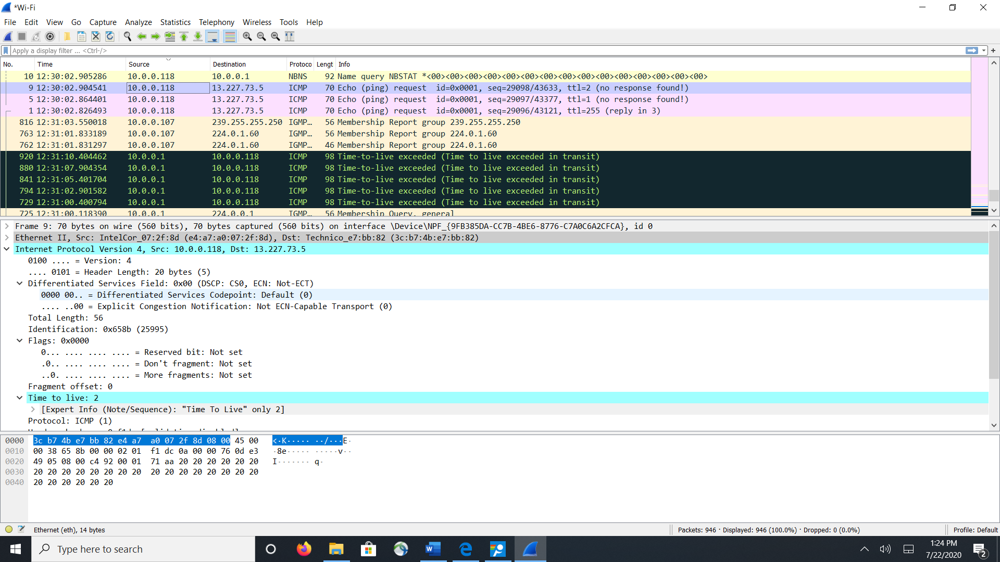 *Wi-Fi
File Edit View Go Capture Analyze Statistics Telephony Wireless Tools Help
Apply a display filter ... <Ctrl-/>
No. Time Source Destination Protoco Lengt Info
10 12:30:02.905286 10.0.0.118 10.0.0.1 NBNS 92 Name query NBSTAT *<00><00><00><00><00><00><00><00><00><00><00><00><00><00><00>
9 12:30:02.904541 10.0.0.118 13.227.73.5 ICMP 70 Echo (ping) request id=0x0001, seq=29098/43633, ttl=2 (no response found!)
5 12:30:02.864401 10.0.0.118 13.227.73.5 ICMP 70 Echo (ping) request id=0x0001, seq=29097/43377, ttl=1 (no response found!)
1 12:30:02.826493 10.0.0.118 13.227.73.5 ICMP 70 Echo (ping) request id=0x0001, seq=29096/43121, ttl=255 (reply in 3)
816 12:31:03.550018 10.0.0.107 239.255.255.250 IGMP… 56 Membership Report group 239.255.255.250
763 12:31:01.833189 10.0.0.107 224.0.1.60 IGMP… 56 Membership Report group 224.0.1.60
762 12:31:01.831297 10.0.0.107 224.0.1.60 IGMP… 46 Membership Report group 224.0.1.60
920 12:31:10.404462 10.0.0.1 10.0.0.118 ICMP 98 Time-to-live exceeded (Time to live exceeded in transit)
880 12:31:07.904354 10.0.0.1 10.0.0.118 ICMP 98 Time-to-live exceeded (Time to live exceeded in transit)
841 12:31:05.401704 10.0.0.1 10.0.0.118 ICMP 98 Time-to-live exceeded (Time to live exceeded in transit)
794 12:31:02.901582 10.0.0.1 10.0.0.118 ICMP 98 Time-to-live exceeded (Time to live exceeded in transit)
729 12:31:00.400794 10.0.0.1 10.0.0.118 ICMP 98 Time-to-live exceeded (Time to live exceeded in transit)
725 12:31:00.118390 10.0.0.1 224.0.0.1 IGMP… 56 Membership Query, general
Frame 9: 70 bytes on wire (560 bits), 70 bytes captured (560 bits) on interface \Device\NPF_{9FB385DA-CC7B-4BE6-8776-C7A0C6A2CFCA}, id 0
Ethernet II, Src: IntelCor_07:2f:8d (e4:a7:a0:07:2f:8d), Dst: Technico_e7:bb:82 (3c:b7:4b:e7:bb:82)
Internet Protocol Version 4, Src: 10.0.0.118, Dst: 13.227.73.5
0100 .... = Version: 4
.... 0101 = Header Length: 20 bytes (5)
Differentiated Services Field: 0x00 (DSCP: CS0, ECN: Not-ECT)
0000 00.. = Differentiated Services Codepoint: Default (0)
.... ..00 = Explicit Congestion Notification: Not ECN-Capable Transport (0)
Total Length: 56
Identification: 0x658b (25995)
Flags: 0x0000
0... .... .... .... = Reserved bit: Not set
.0.. .... .... .... = Don't fragment: Not set
..0. .... .... .... = More fragments: Not set
Fragment offset: 0
Time to live: 2
[Expert Info (Note/Sequence): "Time To Live" only 2]
Protocol: ICMP (1)
0000 3c b7 4b e7 bb 82 e4 a7 a0 07 2f 8d 08 00 45 00 <·K····· ··/···E·
0010 00 38 65 8b 00 00 02 01 f1 dc 0a 00 00 76 0d e3 ·8e····· ·····v··
0020 49 05 08 00 c4 92 00 01 71 aa 20 20 20 20 20 20 I······· q·
0030 20 20 20 20 20 20 20 20 20 20 20 20 20 20 20 20
0040 20 20 20 20 20 20
Ethernet (eth), 14 bytes
Packets: 946 · Displayed: 946 (100.0%) · Dropped: 0 (0.0%)
Profile: Default
Type here to search
1:24 PM
7/22/2020
2